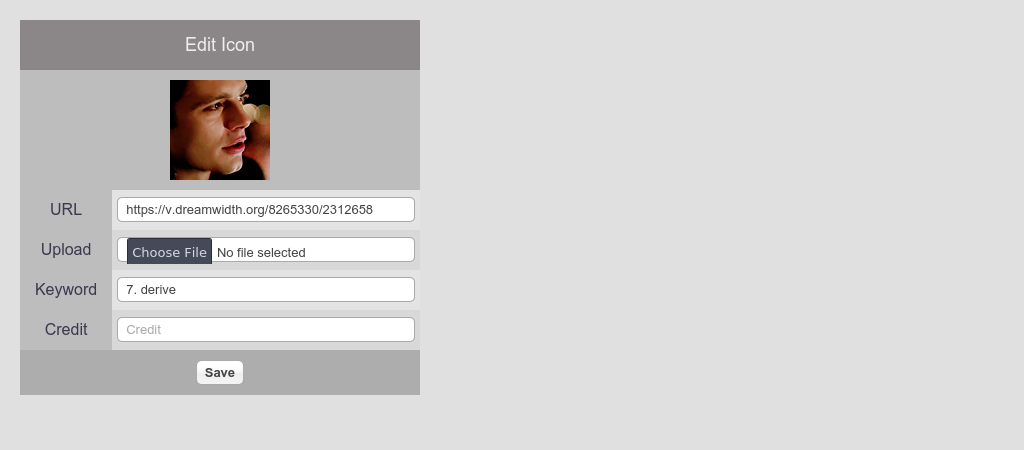 Edit Icon
URL
https://v.dreamwidth.org/8265330/2312658
Upload
Choose File No file selected
Keyword
7. derive
Credit
Credit
Save